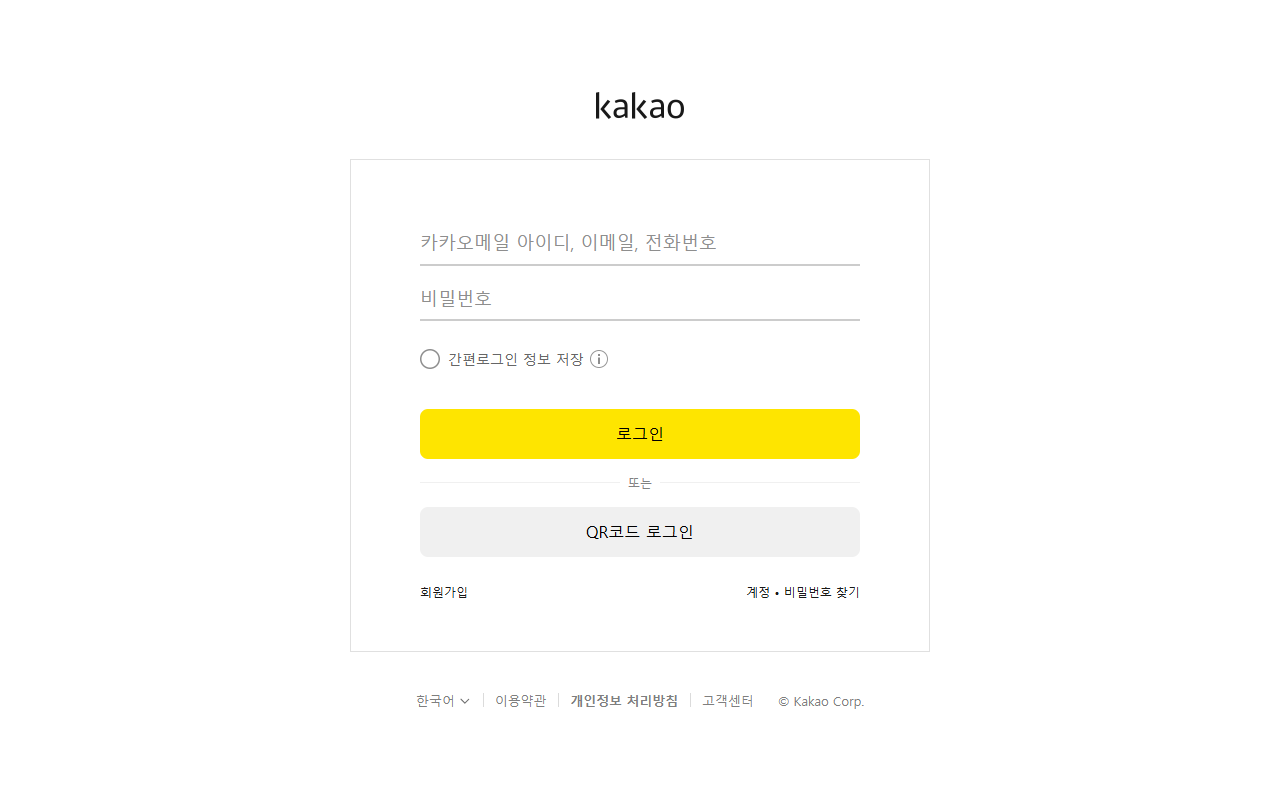 kakao
카카오메일 아이디, 이메일, 전화번호
비밀번호
간편로그인 정보 저장
로그인
또는
QR코드 로그인
회원가입 계정 • 비밀번호 찾기
한국어 이용약관 개인정보 처리방침 고객센터 © Kakao Corp.